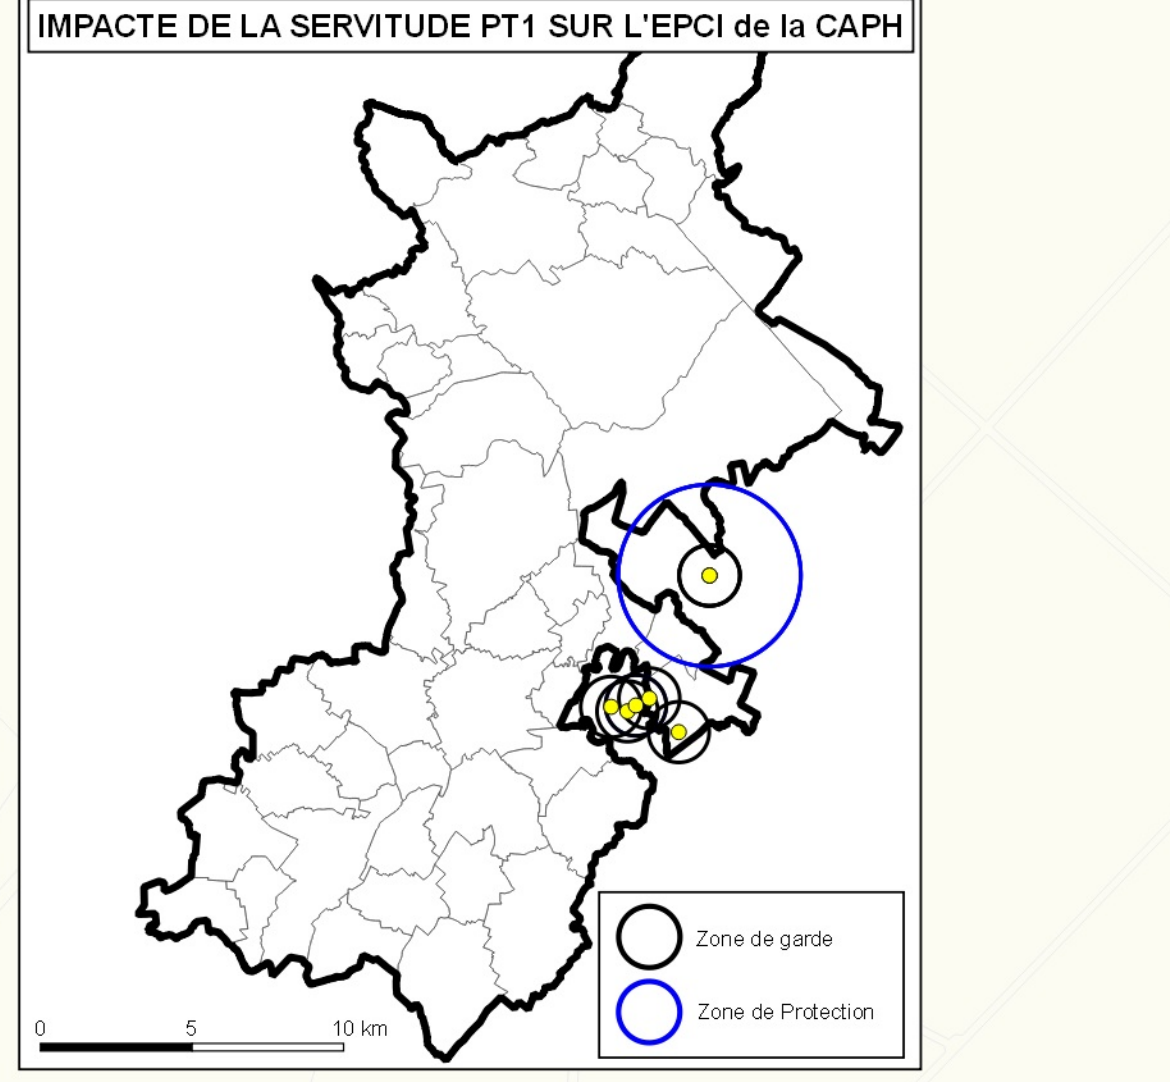 IMPACTE DE LA SERVITUDE PT1 SUR L'EPCI de la CAPH
Zone de garde
Zone de Protection
0 5 10 km